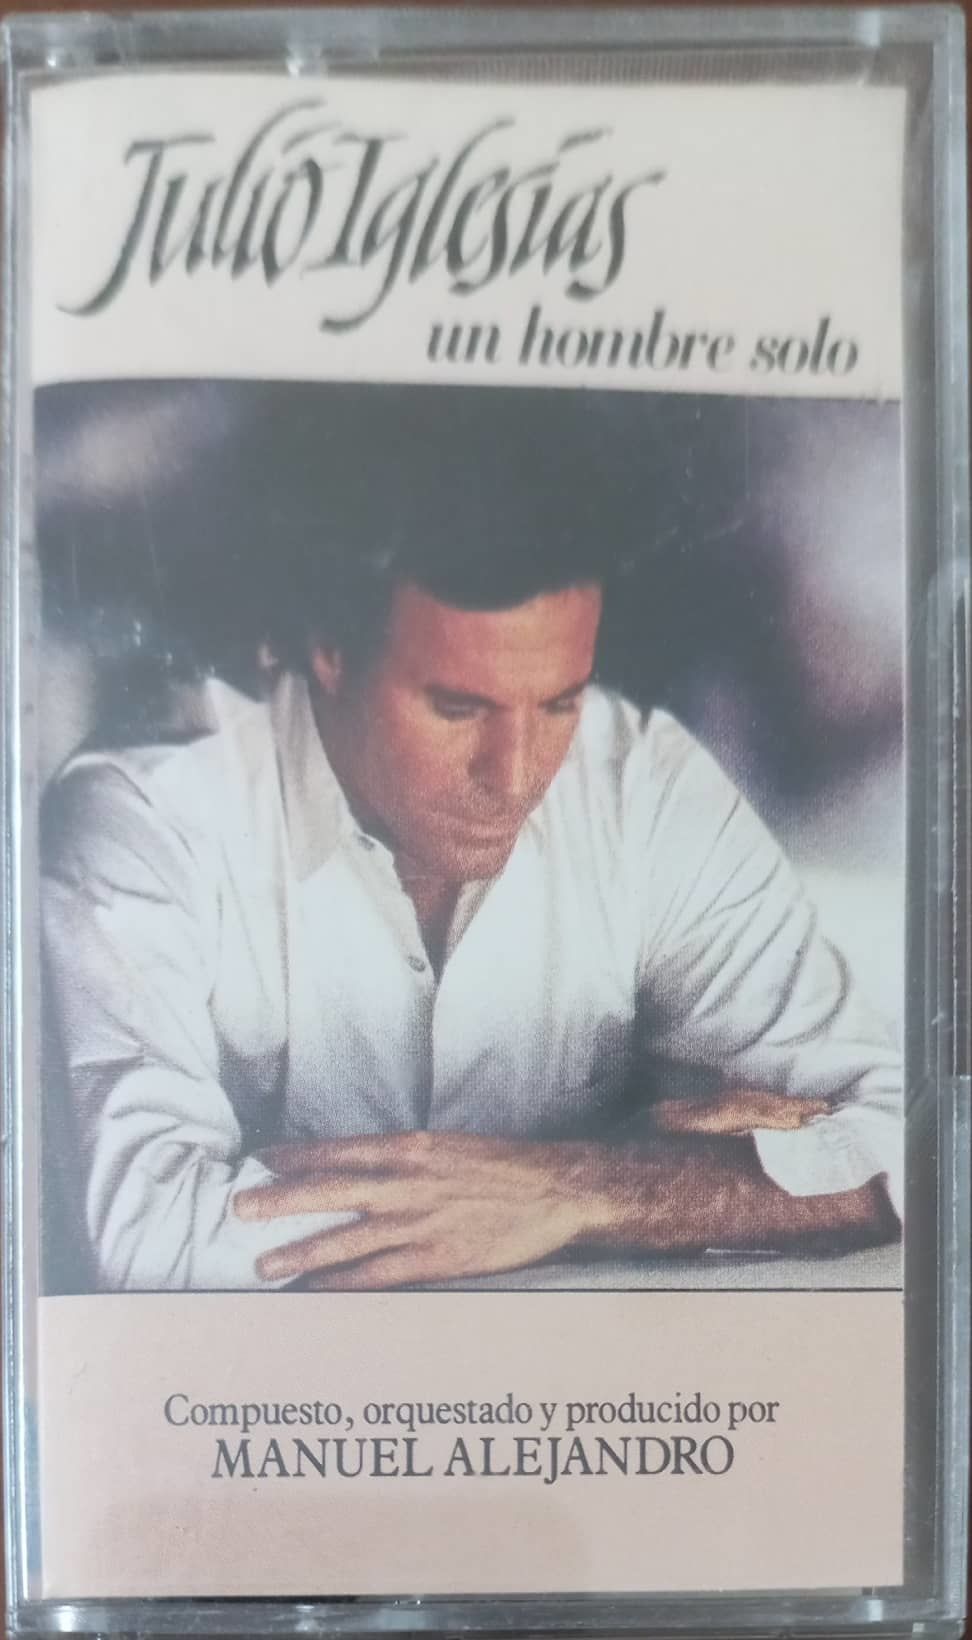 Julio Iglesias
un hombre solo
Compuesto, orquestado y producido por
MANUEL ALEJANDRO